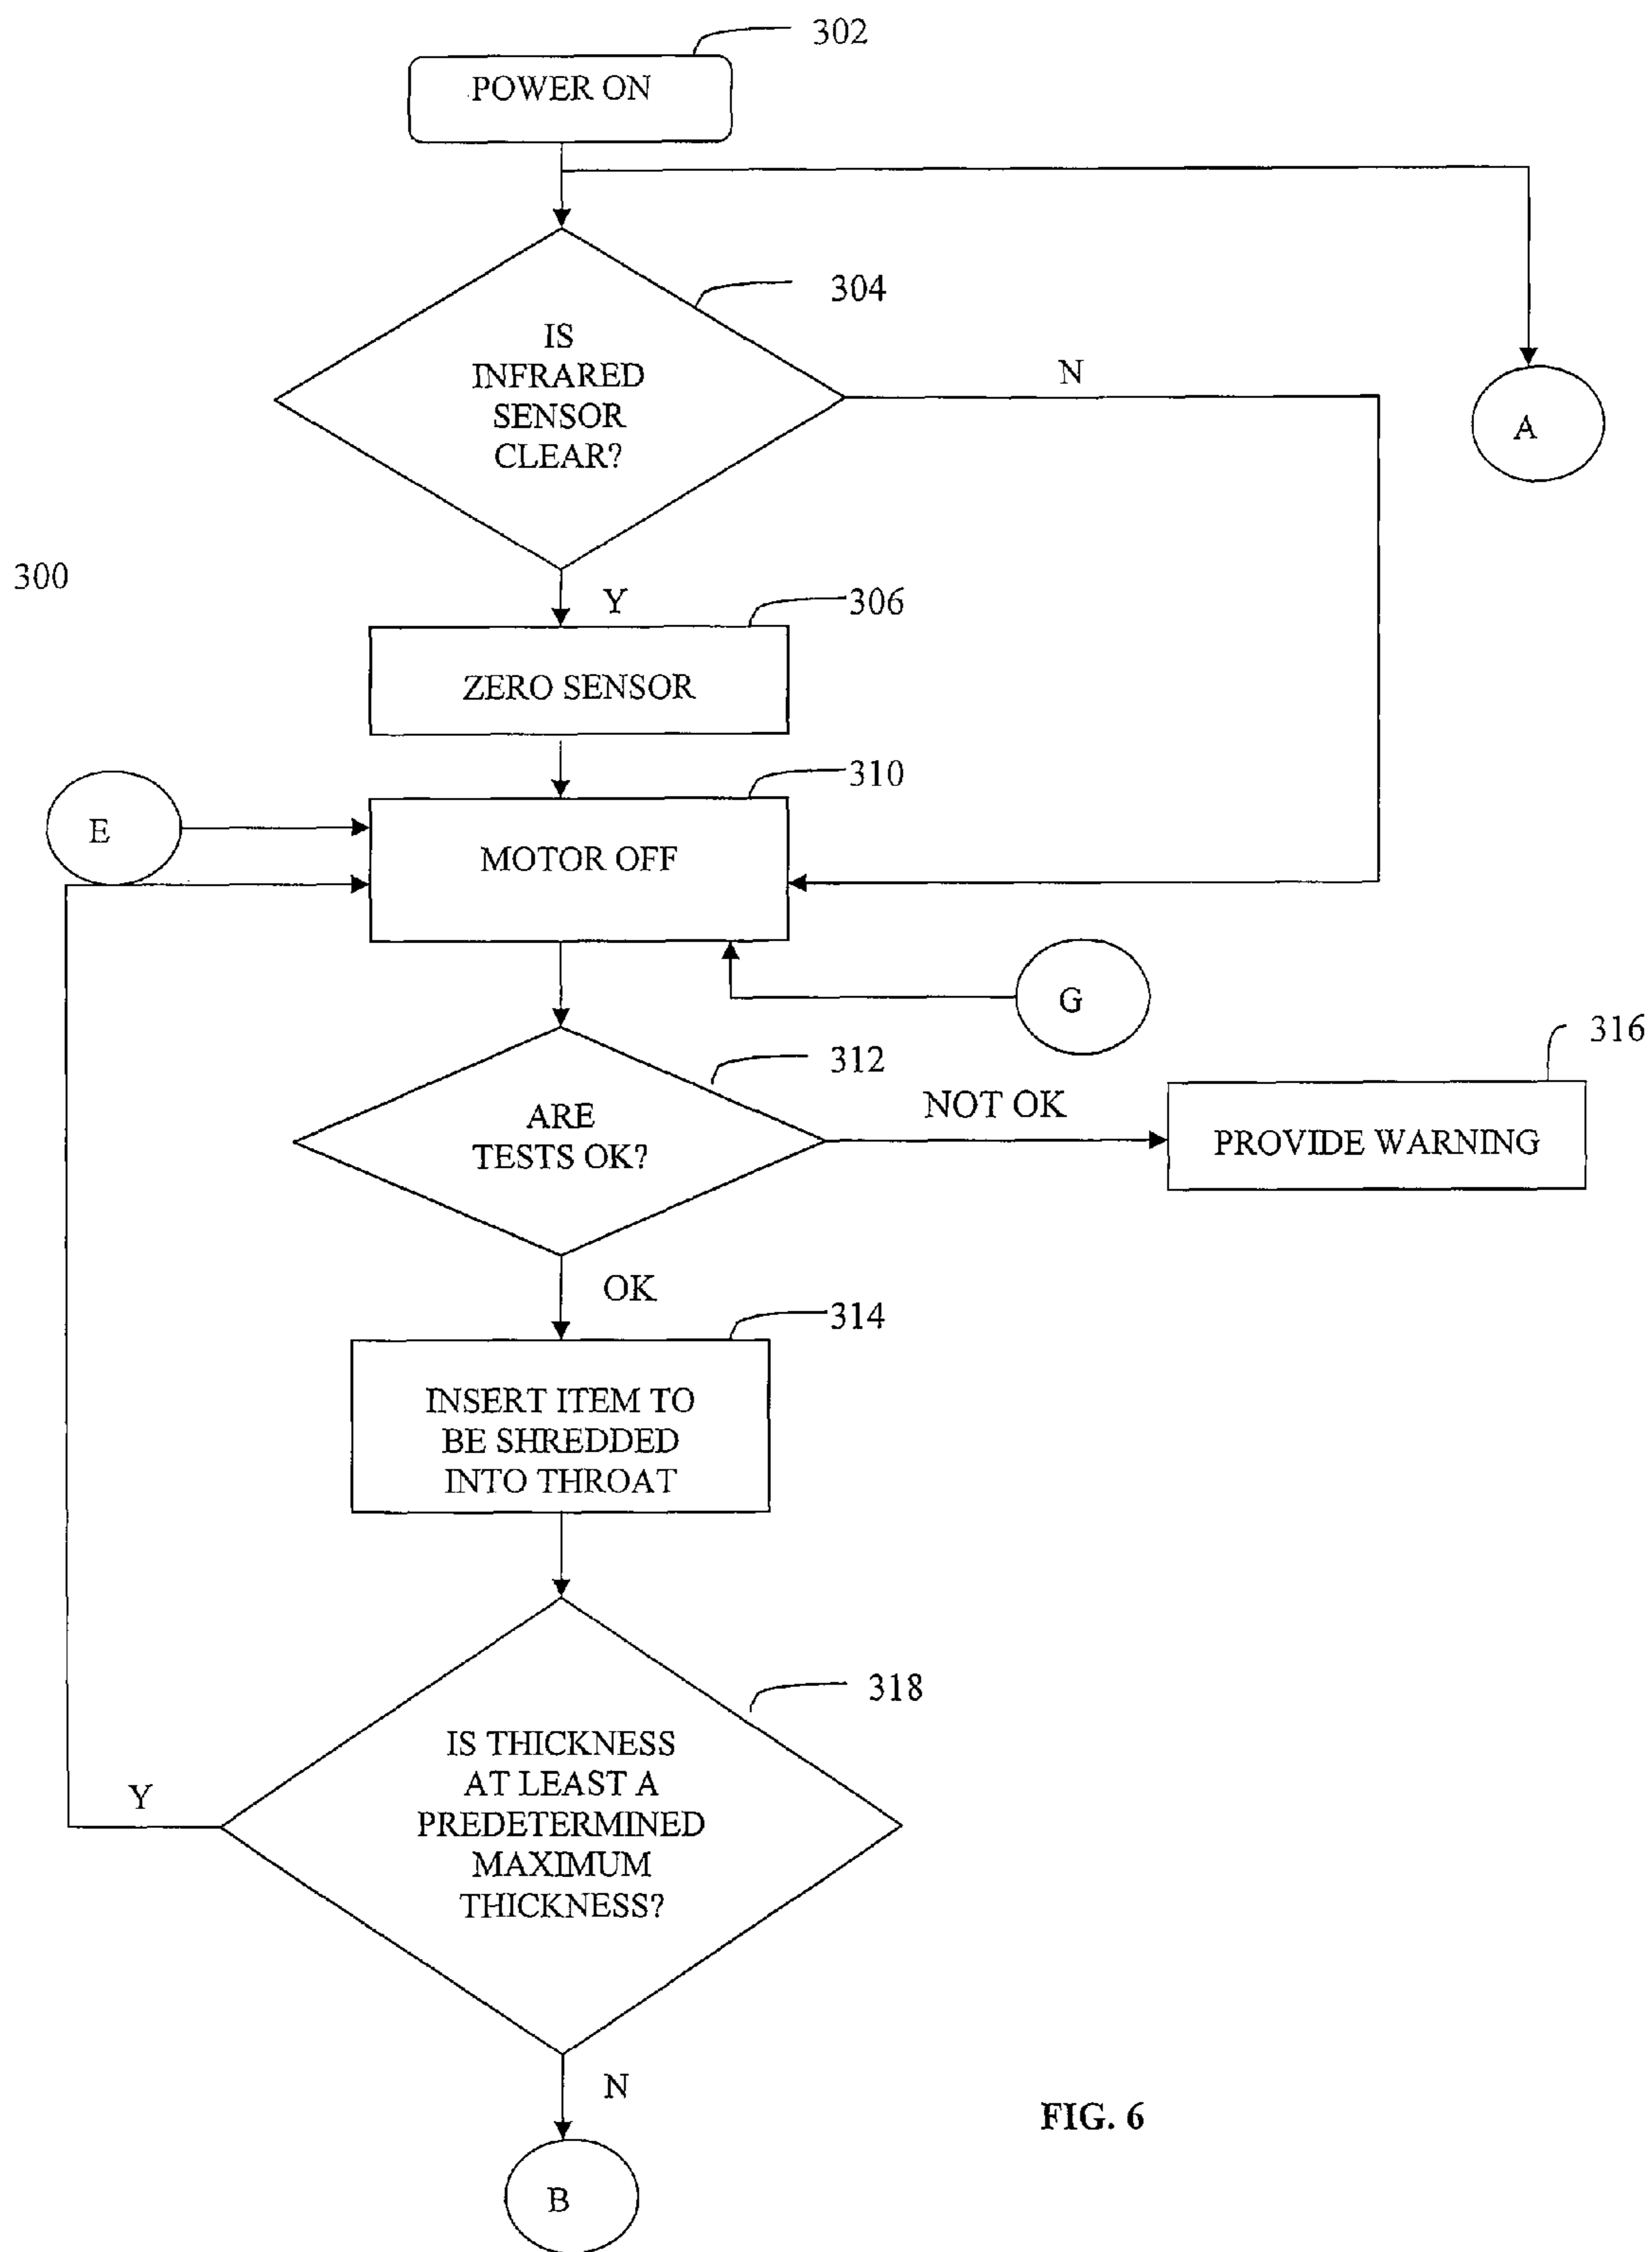 302
POWER ON
304
IS
INFRARED
SENSOR
CLEAR?
N
A
300
Y
306
ZERO SENSOR
310
E
MOTOR OFF
G
316
312
NOT OK
ARE
TESTS OK?
PROVIDE WARNING
OK
314
INSERT ITEM TO
BE SHREDDED
INTO THROAT
318
IS THICKNESS
AT LEAST A
PREDETERMINED
MAXIMUM
THICKNESS?
Y
N
FIG. 6
B